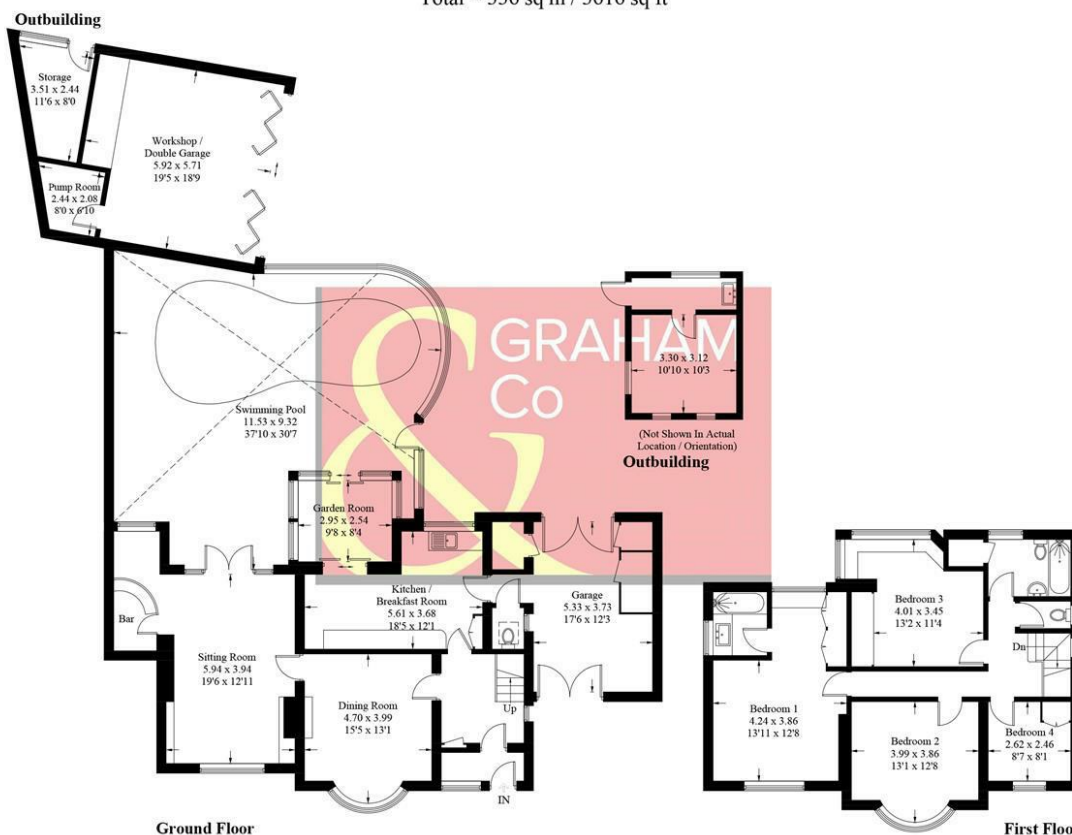 Total = 336 sq m / 3616 sq ft
Outbuilding
Storage
3.51 x 2.44
11'6 x 8'0
Workshop /
Double Garage
5.92 x 5.71
19'5 x 18'9
Pump Room
2.44 x 2.08
8'0 x 6'10
Swimming Pool
11.53 x 9.32
37'10 x 30'7
&
GRAHAM
Co
3.30 x 3.12
10'10 x 10'3
(Not Shown In Actual
Location / Orientation)
Outbuilding
Garden Room
2.95 x 2.54
9'8 x 8'4
Kitchen /
Breakfast Room
5.61 x 3.68
18'5 x 12'1
Garage
5.33 x 3.73
17'6 x 12'3
Bar
Sitting Room
5.94 x 3.94
19'6 x 12'11
Dining Room
4.70 x 3.99
15'5 x 13'1
Up
IN
Ground Floor
Bedroom 3
4.01 x 3.45
13'2 x 11'4
Dn
Bedroom 1
4.24 x 3.86
13'11 x 12'8
Bedroom 2
3.99 x 3.86
13'1 x 12'8
Bedroom 4
2.62 x 2.46
8'7 x 8'1
First Floo